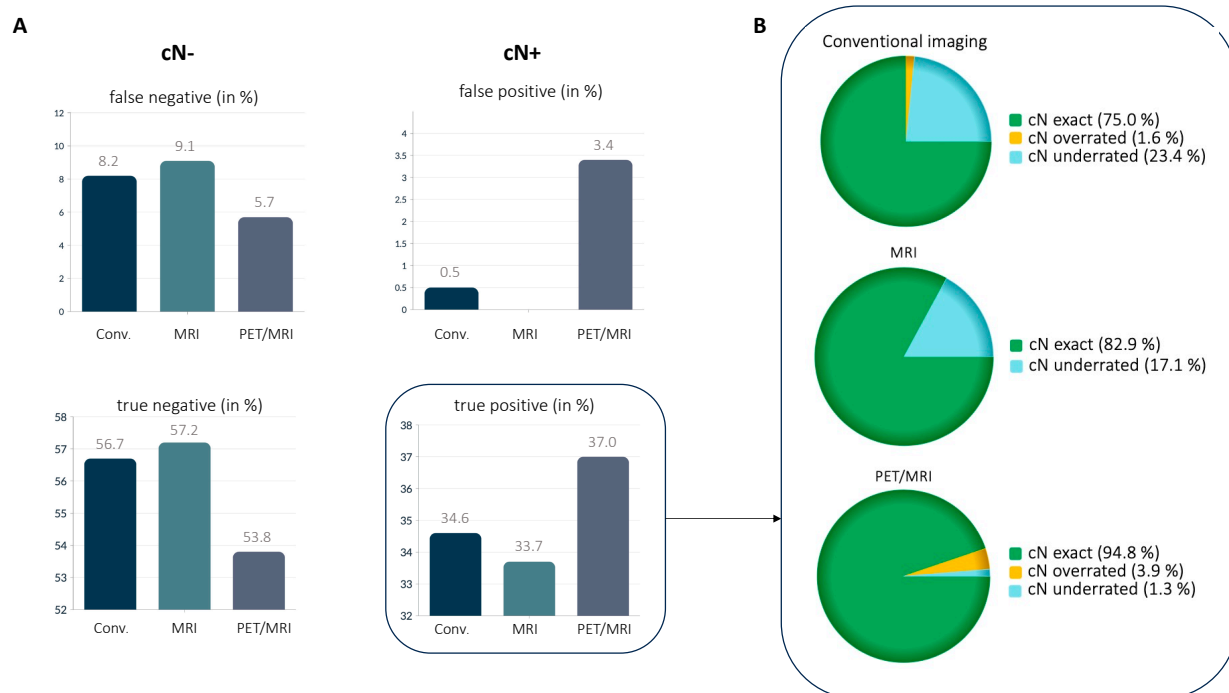 A
cN-
cN+
false negative (in %)
12
10
8
6
4
2
0
8.2
9.1
5.7
Conv.
MRI
PET/MRI
false positive (in %)
4
3.5
3
2.5
2
1.5
1
0.5
0
0.5
3.4
Conv.
MRI
PET/MRI
true negative (in %)
58
57
56
55
54
53
52
56.7
57.2
53.8
Conv.
MRI
PET/MRI
true positive (in %)
38
37
36
35
34
33
32
34.6
33.7
37.0
Conv.
MRI
PET/MRI
B
Conventional imaging
cN exact (75.0 %)
cN overrated (1.6 %)
cN underrated (23.4 %)
MRI
cN exact (82.9 %)
cN underrated (17.1 %)
PET/MRI
cN exact (94.8 %)
cN overrated (3.9 %)
cN underrated (1.3 %)